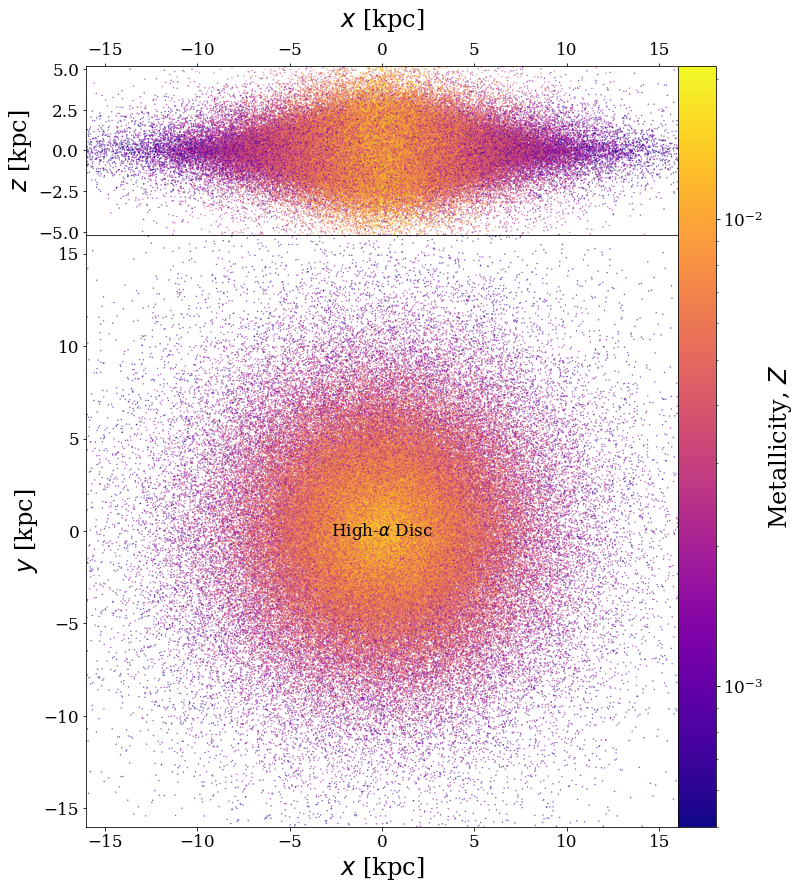 x [kpc]
−15 −10 −5 0 5 10 15
5.0
2.5
0.0
−2.5
−5.0
z [kpc]
15
10
5
0
−5
−10
−15
y [kpc]
High-α Disc
−15 −10 −5 0 5 10 15
x [kpc]
10⁻²
10⁻³
Metallicity, Z